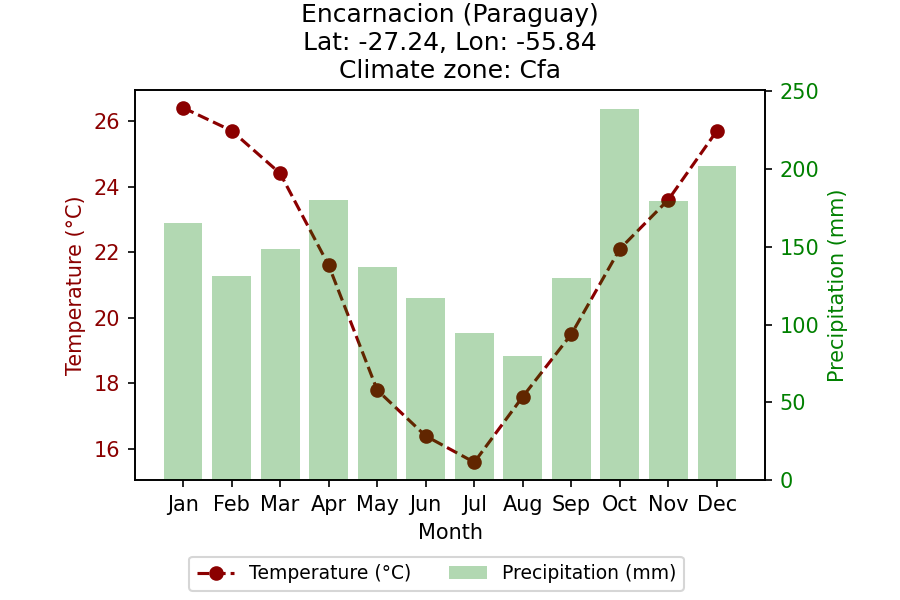 Encarnacion (Paraguay)
Lat: -27.24, Lon: -55.84
Climate zone: Cfa
26
24
22
20
18
16
Temperature (°C)
250
200
150
100
50
0
Precipitation (mm)
Jan Feb Mar Apr May Jun Jul Aug Sep Oct Nov Dec
Month
Temperature (°C) Precipitation (mm)